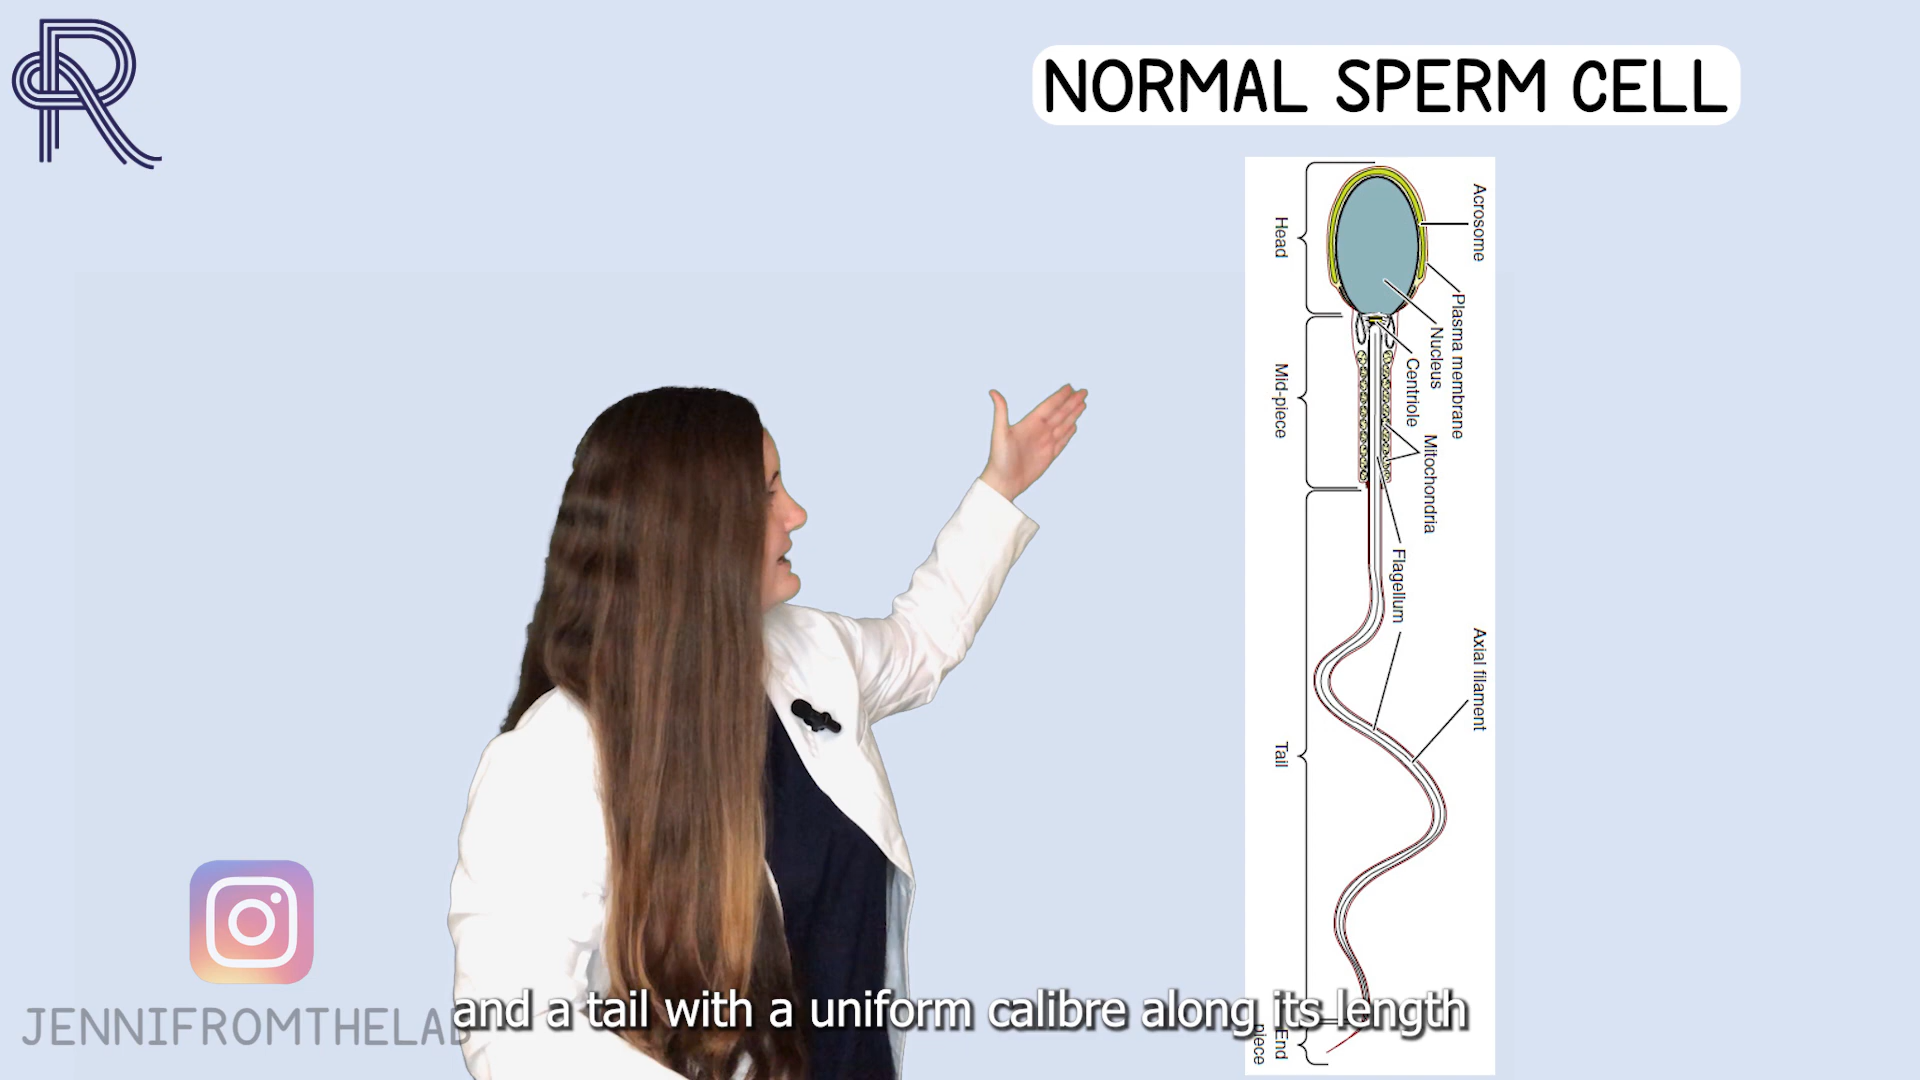 R
NORMAL SPERM CELL
Acrosome
Head
Plasma membrane
Nucleus
Centriole
Mid-piece
Mitochondria
Flagellum
Axial filament
Tail
End
piece
JENNIFROMTHELAB
and a tail with a uniform calibre along its length